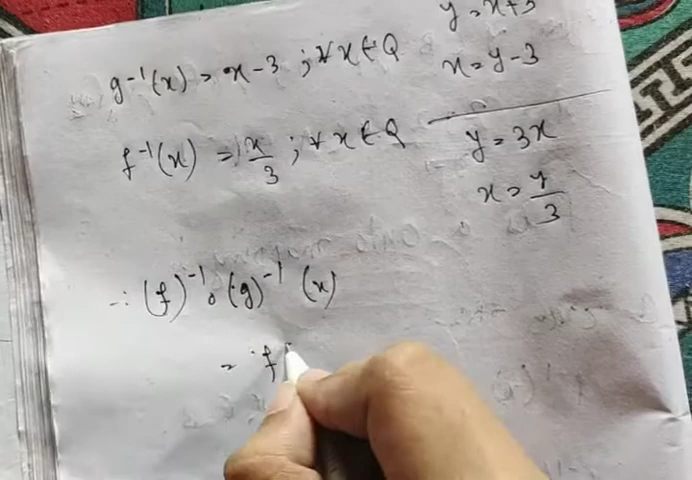 y = x+3
g⁻¹(x) = x-3 ; ∀ x ∈ Q
x = y-3
f⁻¹(x) = x/3 ; ∀ x ∈ Q
y = 3x
x = y/3
∴ (f)⁻¹∘(g)⁻¹ (x)
= f